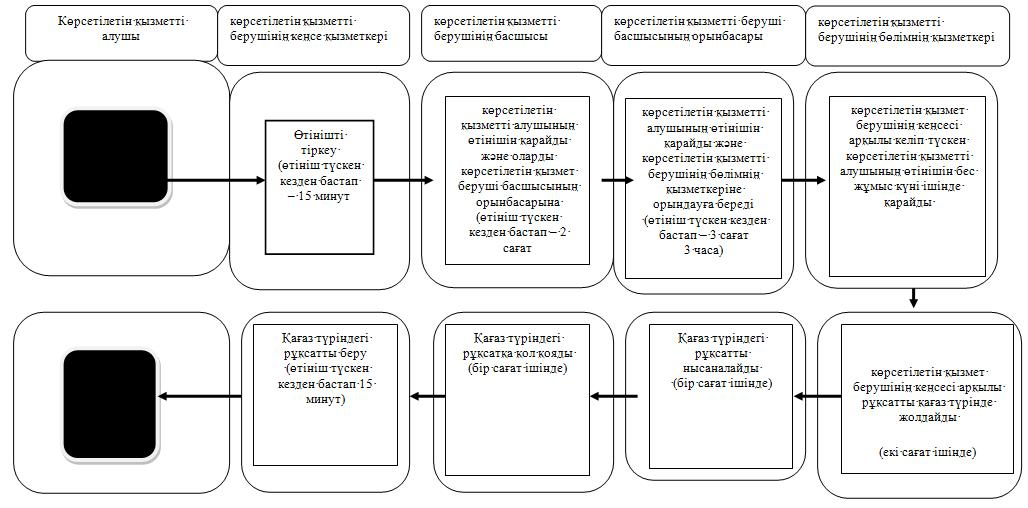 Көрсетілетін қызметті
алушы
көрсетілетін қызметті
берушінің кеңсе қызметкері
көрсетілетін қызметті
берушінің басшысы
көрсетілетін қызметті беруші
басшысының орынбасары
көрсетілетін қызметті
берушінің бөлімнің қызметкері
Өтінішті
тіркеу
(өтініш түскен
кезден бастап
– 15 минут
көрсетілетін
қызметті алушының
өтінішін қарайды
және оларды
көрсетілетін қызмет
беруші басшысының
орынбасарына
(өтініш түскен
кезден бастап – 2
сағат
көрсетілетін қызметті
алушының өтінішін
қарайды және
көрсетілетін қызметті
берушінің бөлімнің
қызметкеріне
орындауға береді
(өтініш түскен кезден
бастап – 3 сағат
3 часа)
көрсетілетін қызмет
берушінің кеңсесі
арқылы келіп түскен
көрсетілетін қызметті
алушының өтінішін бес
жұмыс күні ішінде
қарайды
Қағаз түріндегі
рұқсатты беру
(өтініш түскен
кезден бастап 15
минут)
Қағаз түріндегі
рұқсатқа қол қояды
(бір сағат ішінде)
Қағаз түріндегі
рұқсатты
нысаналайды
(бір сағат ішінде)
көрсетілетін қызмет
берушінің кеңсесі арқылы
рұқсатты қағаз түрінде
жолдайды
(екі сағат ішінде)